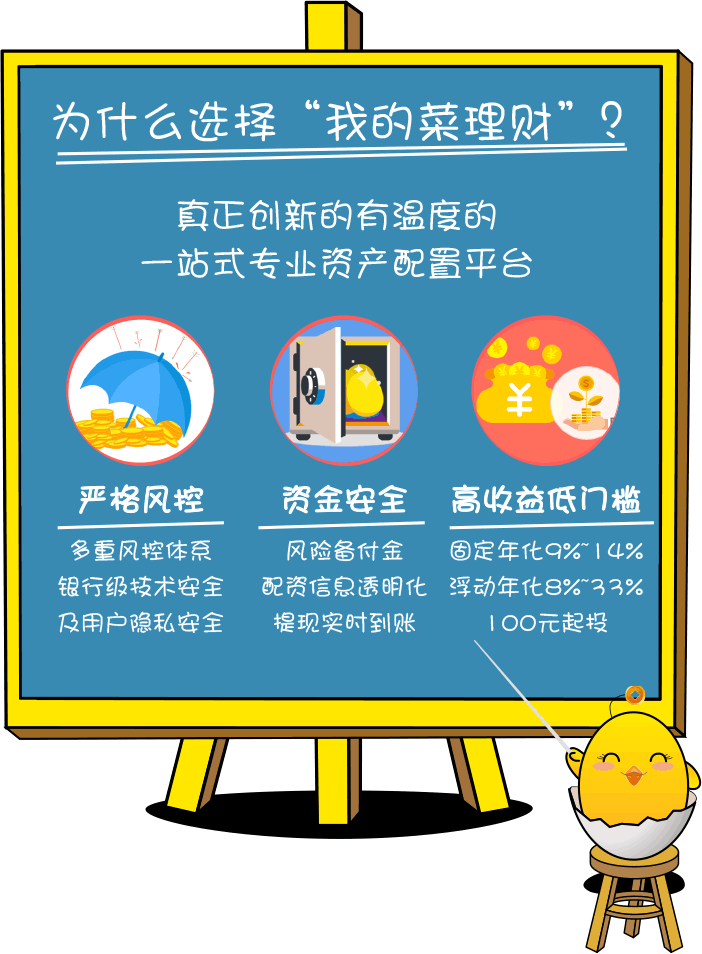 为什么选择“我的菜理财”?
真正创新的有温度的
一站式专业资产配置平台
¥
$
严格风控
多重风控体系
银行级技术安全
及用户隐私安全
资金安全
风险备付金
配资信息透明化
提现实时到账
高收益低门槛
固定年化9%~14%
浮动年化8%~33%
100元起投